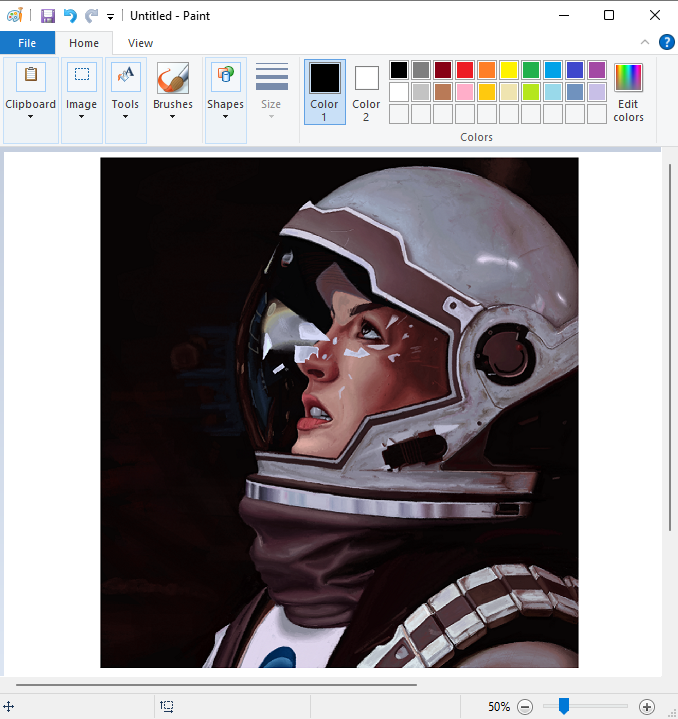 Untitled - Paint
File
Home
View
Clipboard
Image
Tools
Brushes
Shapes
Size
Color
1
Color
2
Edit
colors
Colors
50%